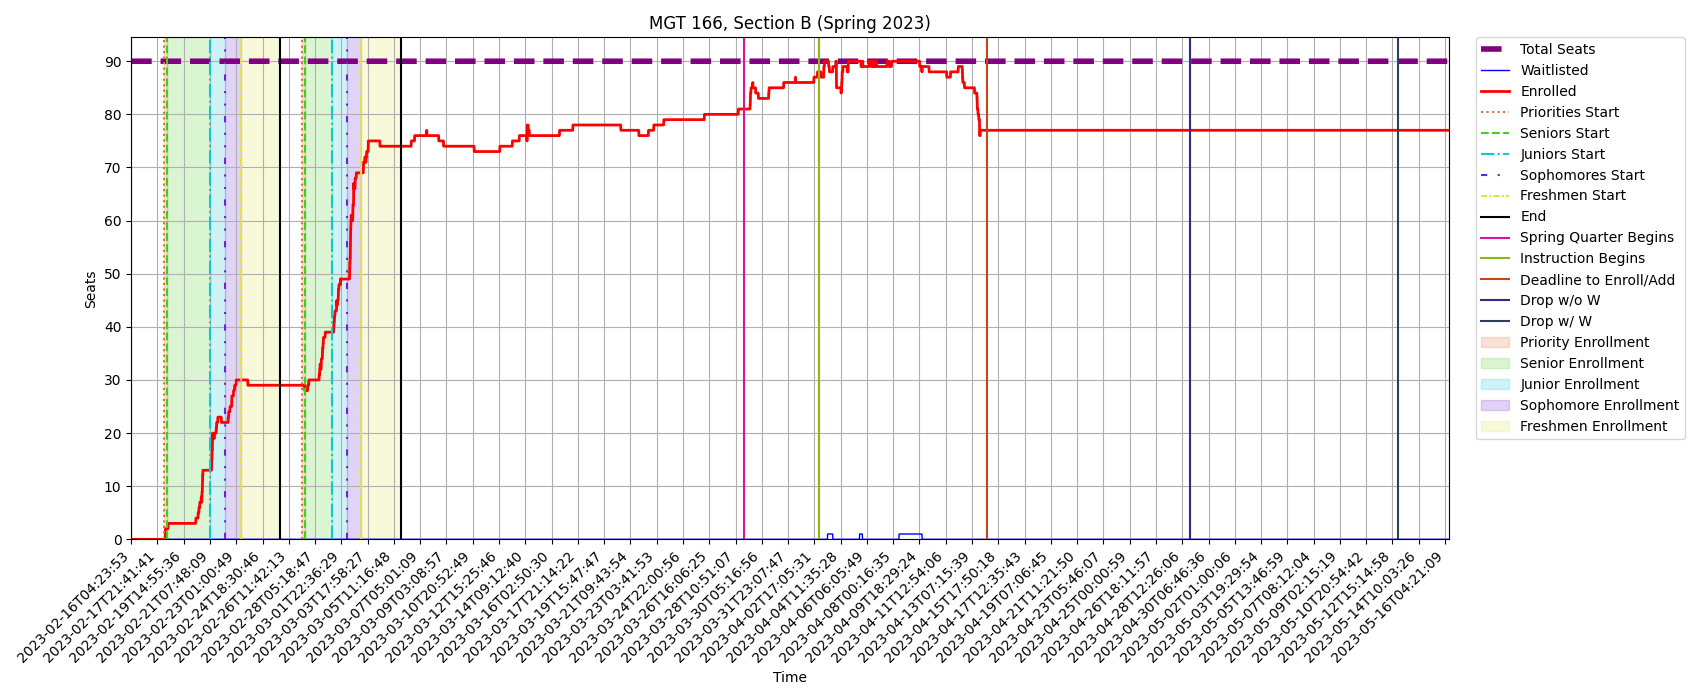 MGT 166, Section B (Spring 2023)
Seats
90
80
70
60
50
40
30
20
10
0
2023-02-16T04:23:53
2023-02-17T21:41:41
2023-02-19T14:55:36
2023-02-21T07:48:09
2023-02-23T01:00:49
2023-02-24T18:30:46
2023-02-26T11:42:13
2023-02-28T05:18:47
2023-03-01T22:36:29
2023-03-03T17:58:27
2023-03-05T11:16:48
2023-03-07T05:01:09
2023-03-09T03:08:57
2023-03-10T20:52:49
2023-03-12T15:25:46
2023-03-14T09:12:40
2023-03-16T02:50:30
2023-03-17T21:14:22
2023-03-19T15:47:47
2023-03-21T09:43:54
2023-03-23T03:41:53
2023-03-24T22:00:56
2023-03-26T16:06:25
2023-03-28T10:51:07
2023-03-30T05:16:56
2023-03-31T23:07:47
2023-04-02T17:05:31
2023-04-04T11:35:28
2023-04-06T06:05:49
2023-04-08T00:16:35
2023-04-09T18:29:24
2023-04-11T12:54:06
2023-04-13T07:15:39
2023-04-15T17:50:18
2023-04-17T12:35:43
2023-04-19T07:06:45
2023-04-21T11:21:50
2023-04-23T05:46:07
2023-04-25T00:00:59
2023-04-26T18:11:57
2023-04-28T12:26:06
2023-04-30T06:46:36
2023-05-02T01:00:06
2023-05-03T19:29:54
2023-05-05T13:46:59
2023-05-07T08:12:04
2023-05-09T02:15:19
2023-05-10T20:54:42
2023-05-12T15:14:58
2023-05-14T10:03:26
2023-05-16T04:21:09
Time
Total Seats
Waitlisted
Enrolled
Priorities Start
Seniors Start
Juniors Start
Sophomores Start
Freshmen Start
End
Spring Quarter Begins
Instruction Begins
Deadline to Enroll/Add
Drop w/o W
Drop w/ W
Priority Enrollment
Senior Enrollment
Junior Enrollment
Sophomore Enrollment
Freshmen Enrollment